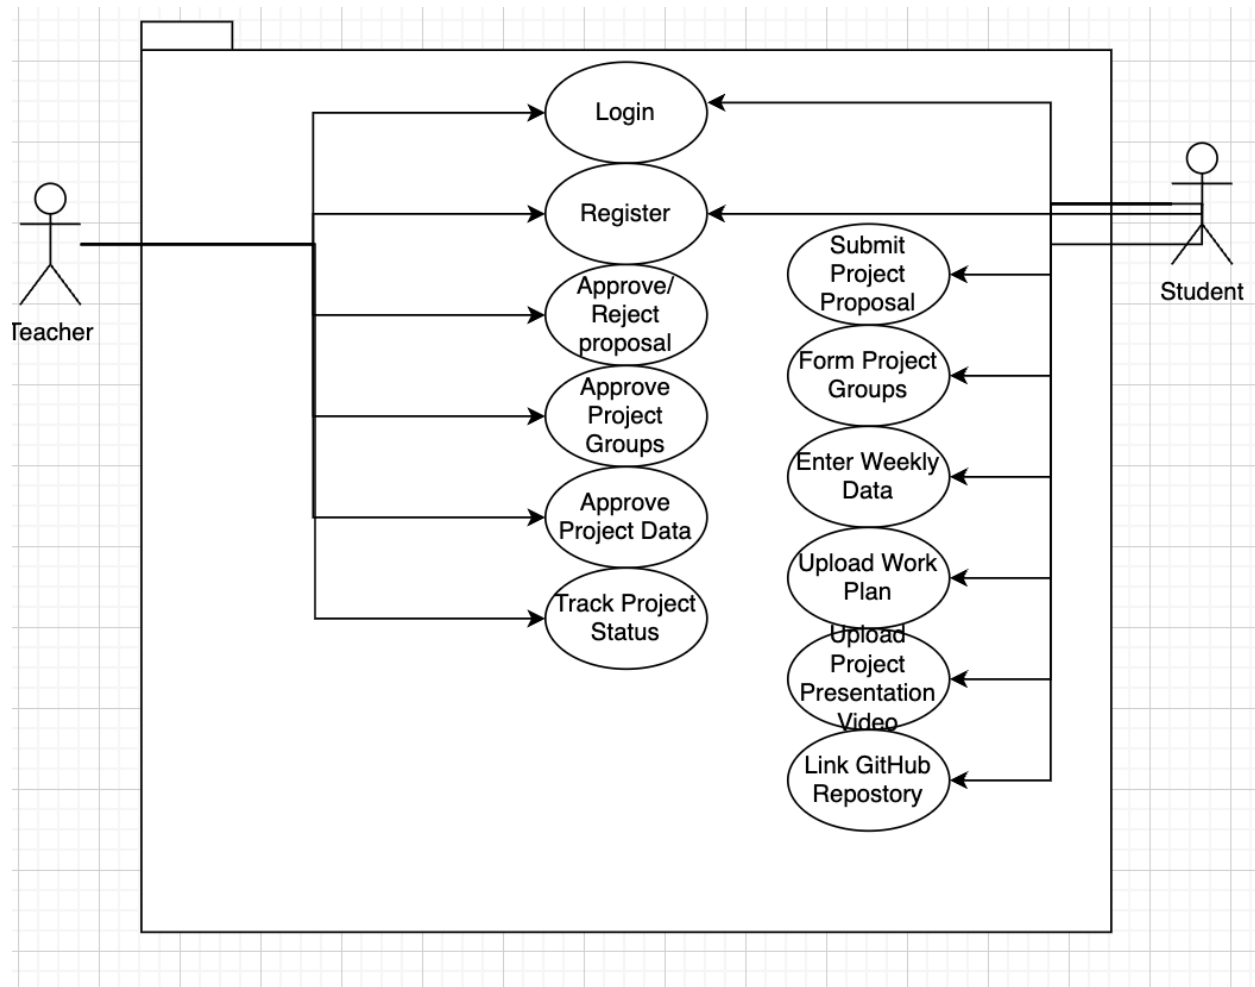 Login
Register
Approve/
Reject
proposal
Approve
Project
Groups
Approve
Project Data
Track Project
Status
Submit
Project
Proposal
Form Project
Groups
Enter Weekly
Data
Upload Work
Plan
Upload
Project
Presentation
Video
Link GitHub
Repostory
Teacher
Student